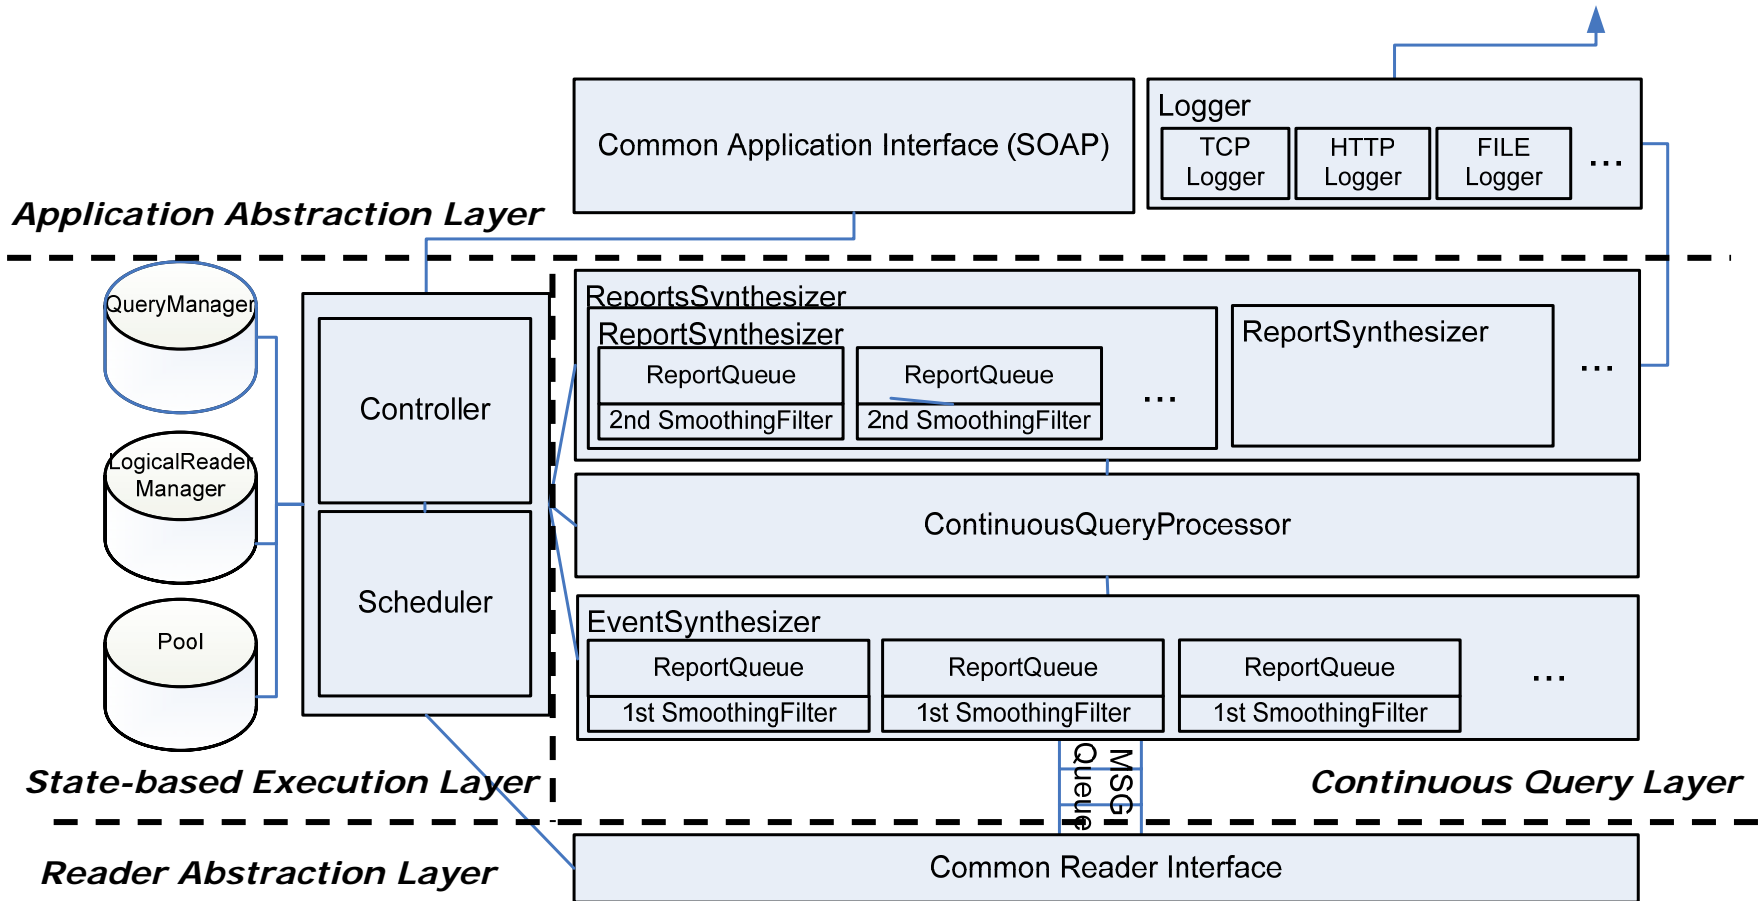 Common Application Interface (SOAP)
Logger
TCP
Logger
HTTP
Logger
FILE
Logger
...
Application Abstraction Layer
QueryManager
LogicalReader
Manager
Pool
Controller
Scheduler
ReportsSynthesizer
ReportSynthesizer
ReportQueue
2nd SmoothingFilter
ReportQueue
2nd SmoothingFilter
...
ReportSynthesizer
...
ContinuousQueryProcessor
EventSynthesizer
ReportQueue
1st SmoothingFilter
ReportQueue
1st SmoothingFilter
ReportQueue
1st SmoothingFilter
...
MSG
Queue
State-based Execution Layer
Continuous Query Layer
Reader Abstraction Layer
Common Reader Interface